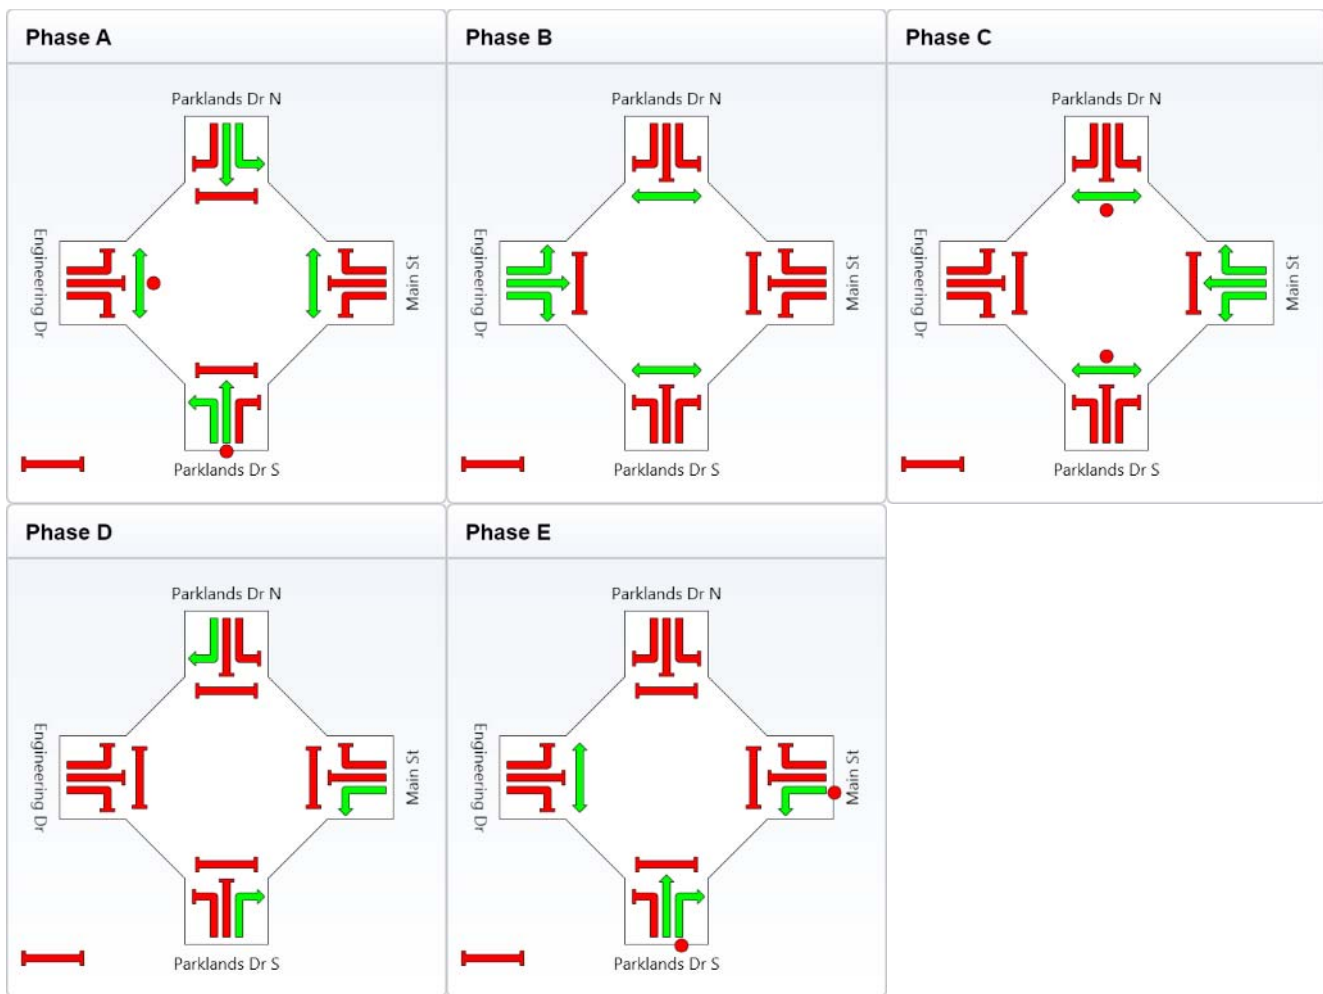 Phase A
Parklands Dr N
Engineering Dr
Main St
Parklands Dr S
Phase B
Parklands Dr N
Engineering Dr
Main St
Parklands Dr S
Phase C
Parklands Dr N
Engineering Dr
Main St
Parklands Dr S
Phase D
Parklands Dr N
Engineering Dr
Main St
Parklands Dr S
Phase E
Parklands Dr N
Engineering Dr
Main St
Parklands Dr S